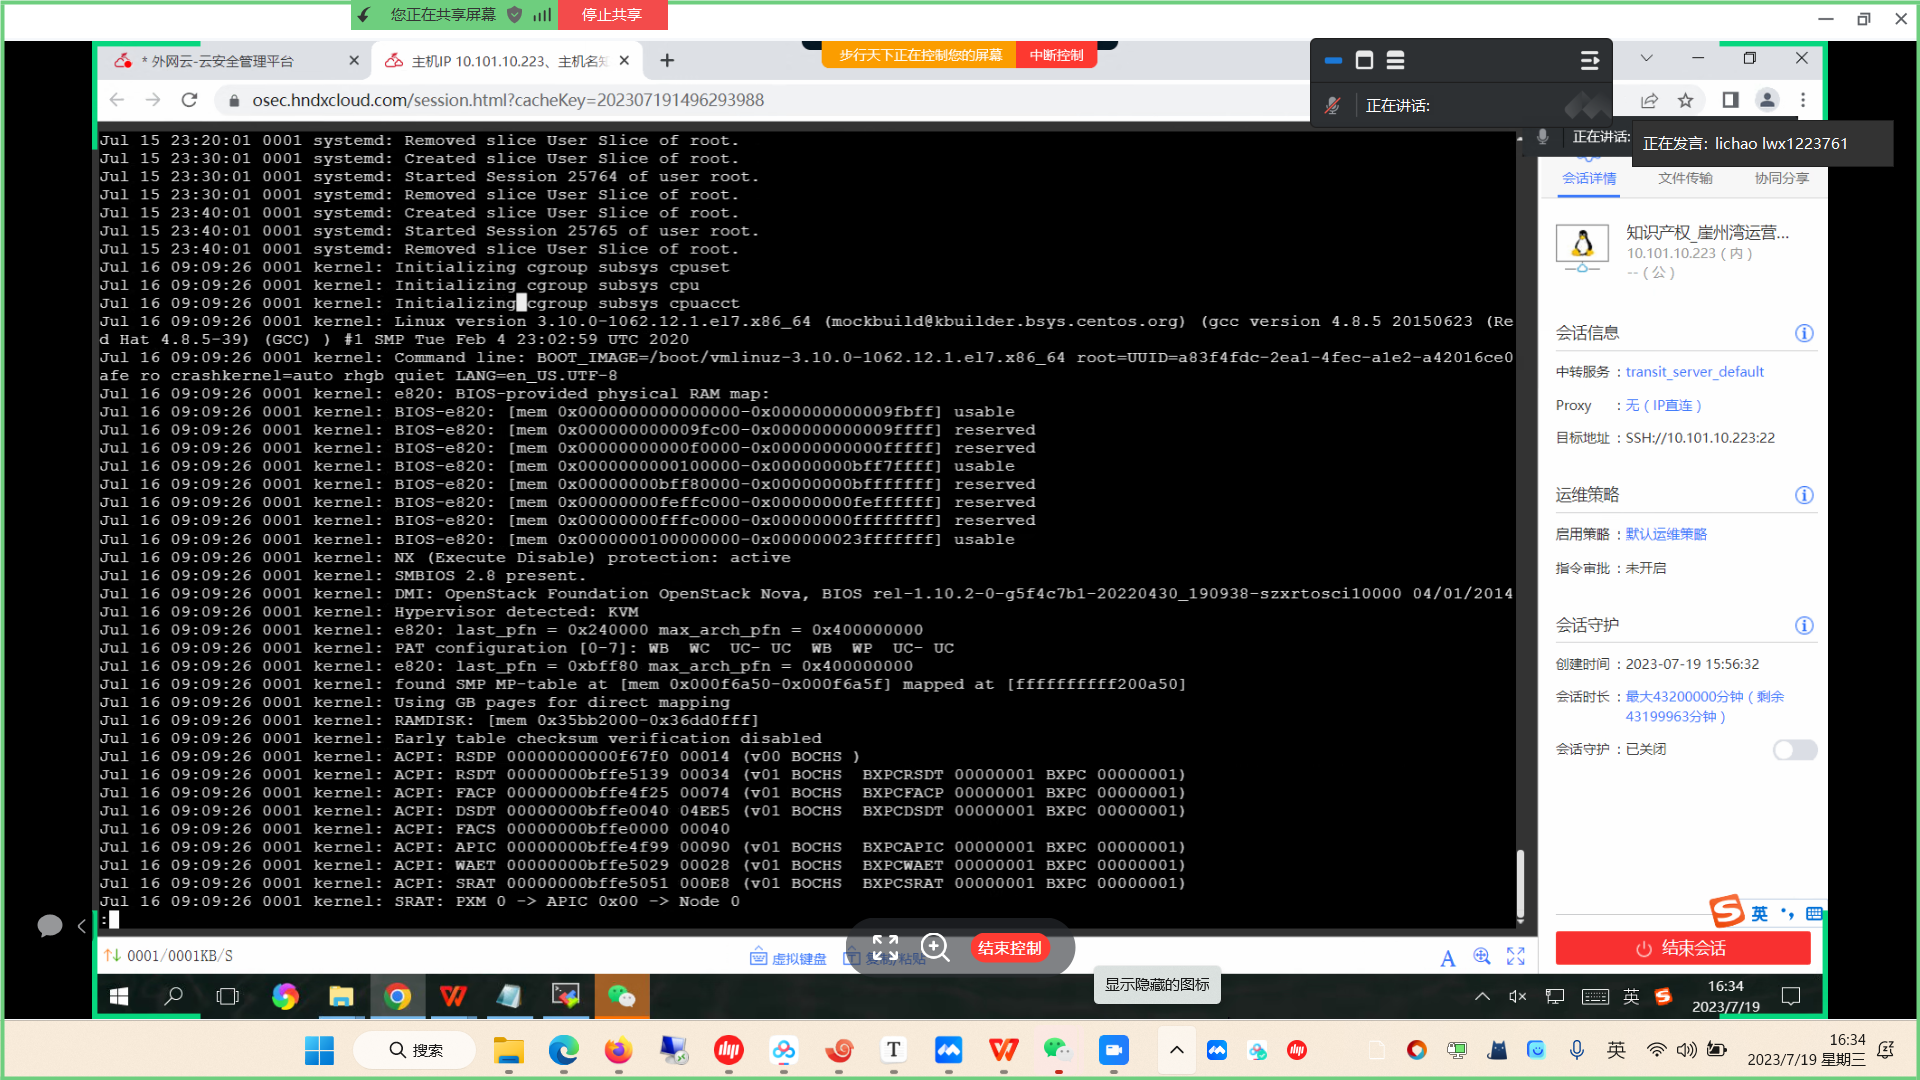 您正在共享屏幕
停止共享
* 外网云-云安全管理平台
主机IP 10.101.10.223、主机名知
步行天下正在控制您的屏幕
中断控制
osec.hndxcloud.com/session.html?cacheKey=202307191496293988
正在讲话:
正在讲话:
正在发言: lichao lwx1223761
Jul 15 23:20:01 0001 systemd: Removed slice User Slice of root.
Jul 15 23:30:01 0001 systemd: Created slice User Slice of root.
Jul 15 23:30:01 0001 systemd: Started Session 25764 of user root.
Jul 15 23:30:01 0001 systemd: Removed slice User Slice of root.
Jul 15 23:40:01 0001 systemd: Created slice User Slice of root.
Jul 15 23:40:01 0001 systemd: Started Session 25765 of user root.
Jul 15 23:40:01 0001 systemd: Removed slice User Slice of root.
Jul 16 09:09:26 0001 kernel: Initializing cgroup subsys cpuset
Jul 16 09:09:26 0001 kernel: Initializing cgroup subsys cpu
Jul 16 09:09:26 0001 kernel: Initializing cgroup subsys cpuacct
Jul 16 09:09:26 0001 kernel: Linux version 3.10.0-1062.12.1.el7.x86_64 (mockbuild@kbuilder.bsys.centos.org) (gcc version 4.8.5 20150623 (Re
d Hat 4.8.5-39) (GCC) ) #1 SMP Tue Feb 4 23:02:59 UTC 2020
Jul 16 09:09:26 0001 kernel: Command line: BOOT_IMAGE=/boot/vmlinuz-3.10.0-1062.12.1.el7.x86_64 root=UUID=a83f4fdc-2ea1-4fec-a1e2-a42016ce0
afe ro crashkernel=auto rhgb quiet LANG=en_US.UTF-8
Jul 16 09:09:26 0001 kernel: e820: BIOS-provided physical RAM map:
Jul 16 09:09:26 0001 kernel: BIOS-e820: [mem 0x0000000000000000-0x000000000009fbff] usable
Jul 16 09:09:26 0001 kernel: BIOS-e820: [mem 0x000000000009fc00-0x000000000009ffff] reserved
Jul 16 09:09:26 0001 kernel: BIOS-e820: [mem 0x00000000000f0000-0x00000000000fffff] reserved
Jul 16 09:09:26 0001 kernel: BIOS-e820: [mem 0x0000000000100000-0x00000000bff7ffff] usable
Jul 16 09:09:26 0001 kernel: BIOS-e820: [mem 0x00000000bff80000-0x00000000bfffffff] reserved
Jul 16 09:09:26 0001 kernel: BIOS-e820: [mem 0x00000000feffc000-0x00000000feffffff] reserved
Jul 16 09:09:26 0001 kernel: BIOS-e820: [mem 0x00000000fffc0000-0x00000000ffffffff] reserved
Jul 16 09:09:26 0001 kernel: BIOS-e820: [mem 0x0000000100000000-0x000000023fffffff] usable
Jul 16 09:09:26 0001 kernel: NX (Execute Disable) protection: active
Jul 16 09:09:26 0001 kernel: SMBIOS 2.8 present.
Jul 16 09:09:26 0001 kernel: DMI: OpenStack Foundation OpenStack Nova, BIOS rel-1.10.2-0-g5f4c7b1-20220430_190938-szxrtosci10000 04/01/2014
Jul 16 09:09:26 0001 kernel: Hypervisor detected: KVM
Jul 16 09:09:26 0001 kernel: e820: last_pfn = 0x240000 max_arch_pfn = 0x400000000
Jul 16 09:09:26 0001 kernel: PAT configuration [0-7]: WB  WC  UC- UC  WB  WP  UC- UC
Jul 16 09:09:26 0001 kernel: e820: last_pfn = 0xbff80 max_arch_pfn = 0x400000000
Jul 16 09:09:26 0001 kernel: found SMP MP-table at [mem 0x000f6a50-0x000f6a5f] mapped at [ffffffffff200a50]
Jul 16 09:09:26 0001 kernel: Using GB pages for direct mapping
Jul 16 09:09:26 0001 kernel: RAMDISK: [mem 0x35bb2000-0x36dd0fff]
Jul 16 09:09:26 0001 kernel: Early table checksum verification disabled
Jul 16 09:09:26 0001 kernel: ACPI: RSDP 00000000000f67f0 00014 (v00 BOCHS )
Jul 16 09:09:26 0001 kernel: ACPI: RSDT 00000000bffe5139 00034 (v01 BOCHS  BXPCRSDT 00000001 BXPC 00000001)
Jul 16 09:09:26 0001 kernel: ACPI: FACP 00000000bffe4f25 00074 (v01 BOCHS  BXPCFACP 00000001 BXPC 00000001)
Jul 16 09:09:26 0001 kernel: ACPI: DSDT 00000000bffe0040 04EE5 (v01 BOCHS  BXPCDSDT 00000001 BXPC 00000001)
Jul 16 09:09:26 0001 kernel: ACPI: FACS 00000000bffe0000 00040
Jul 16 09:09:26 0001 kernel: ACPI: APIC 00000000bffe4f99 00090 (v01 BOCHS  BXPCAPIC 00000001 BXPC 00000001)
Jul 16 09:09:26 0001 kernel: ACPI: WAET 00000000bffe5029 00028 (v01 BOCHS  BXPCWAET 00000001 BXPC 00000001)
Jul 16 09:09:26 0001 kernel: ACPI: SRAT 00000000bffe5051 000E8 (v01 BOCHS  BXPCSRAT 00000001 BXPC 00000001)
Jul 16 09:09:26 0001 kernel: SRAT: PXM 0 -> APIC 0x00 -> Node 0
:
会话详情
文件传输
协同分享
知识产权_崖州湾运营...
10.101.10.223 ( 内 )
-- ( 公 )
会话信息
中转服务 : transit_server_default
Proxy : 无 ( IP直连 )
目标地址 : SSH://10.101.10.223:22
运维策略
启用策略 : 默认运维策略
指令审批 : 未开启
会话守护
创建时间 : 2023-07-19 15:56:32
会话时长 : 最大43200000分钟 ( 剩余
43199963分钟 )
会话守护 : 已关闭
英
结束会话
0001/0001KB/S
虚拟键盘
复制/粘贴
结束控制
A
显示隐藏的图标
英
16:34
2023/7/19
搜索
英
16:34
2023/7/19 星期三